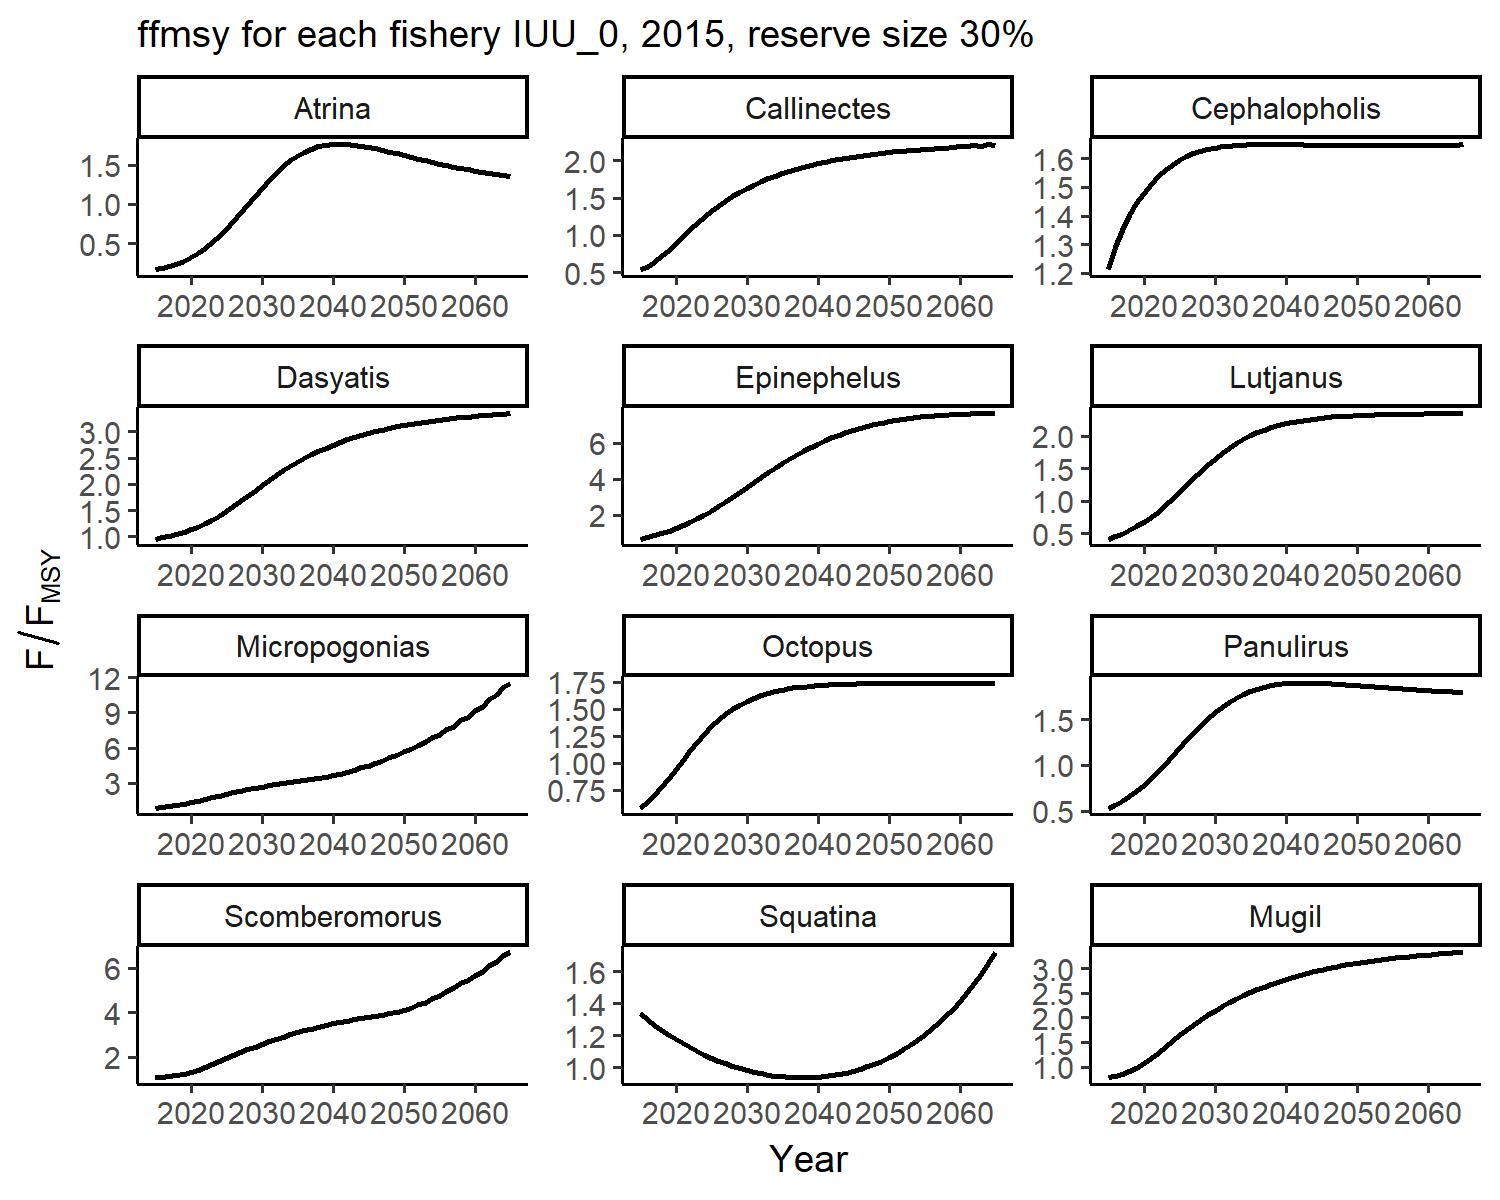 ffmsy for each fishery IUU_0, 2015, reserve size 30%
Atrina
Callinectes
Cephalopholis
1.5
1.0
0.5
2.0
1.5
1.0
0.5
1.6
1.5
1.4
1.3
1.2
2020 2030 2040 2050 2060
2020 2030 2040 2050 2060
2020 2030 2040 2050 2060
Dasyatis
Epinephelus
Lutjanus
3.0
2.5
2.0
1.5
1.0
6
4
2
2.0
1.5
1.0
0.5
2020 2030 2040 2050 2060
2020 2030 2040 2050 2060
2020 2030 2040 2050 2060
F/FMSY
Micropogonias
Octopus
Panulirus
12
9
6
3
1.75
1.50
1.25
1.00
0.75
1.5
1.0
0.5
2020 2030 2040 2050 2060
2020 2030 2040 2050 2060
2020 2030 2040 2050 2060
Scomberomorus
Squatina
Mugil
6
4
2
1.6
1.4
1.2
1.0
3.0
2.5
2.0
1.5
1.0
2020 2030 2040 2050 2060
2020 2030 2040 2050 2060
2020 2030 2040 2050 2060
Year